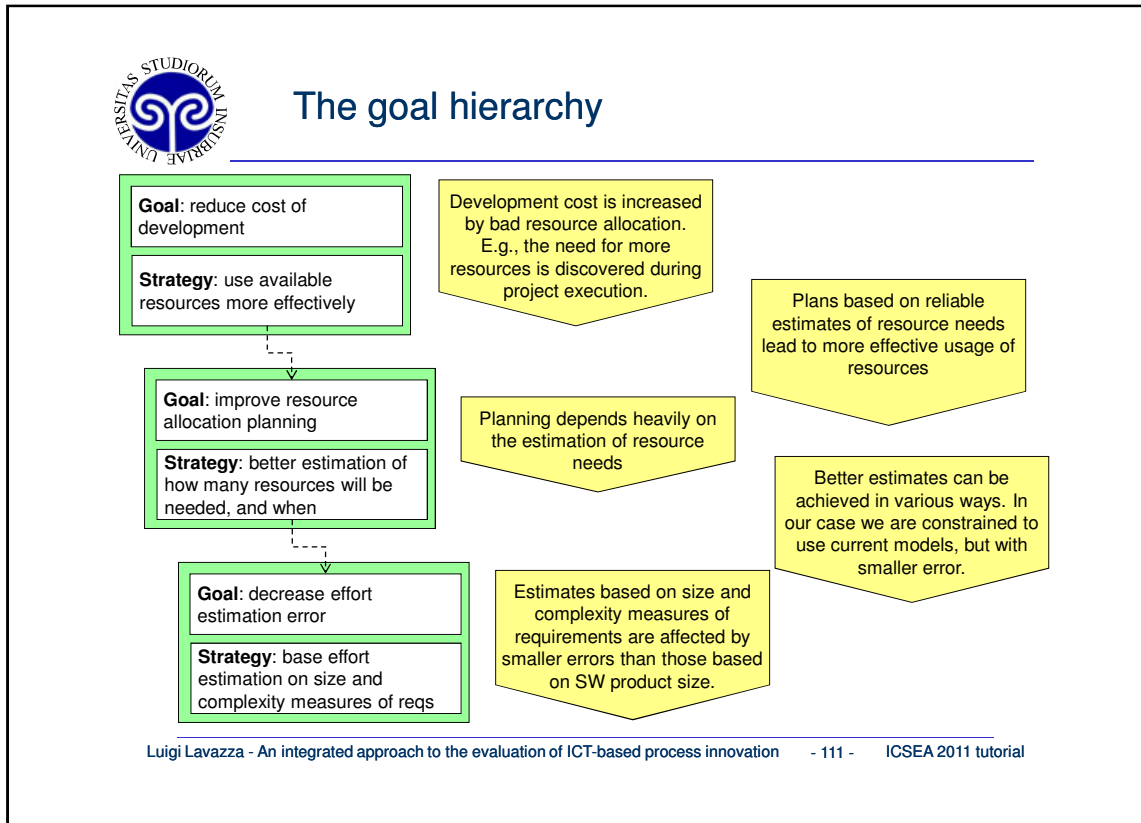 UNIVERSITAS STUDIORUM INSUBRIAE
The goal hierarchy
Goal: reduce cost of
development
Strategy: use available
resources more effectively
Development cost is increased
by bad resource allocation.
E.g., the need for more
resources is discovered during
project execution.
Plans based on reliable
estimates of resource needs
lead to more effective usage of
resources
Goal: improve resource
allocation planning
Strategy: better estimation of
how many resources will be
needed, and when
Planning depends heavily on
the estimation of resource
needs
Better estimates can be
achieved in various ways. In
our case we are constrained to
use current models, but with
smaller error.
Goal: decrease effort
estimation error
Strategy: base effort
estimation on size and
complexity measures of reqs
Estimates based on size and
complexity measures of
requirements are affected by
smaller errors than those based
on SW product size.
Luigi Lavazza - An integrated approach to the evaluation of ICT-based process innovation - 111 - ICSEA 2011 tutorial